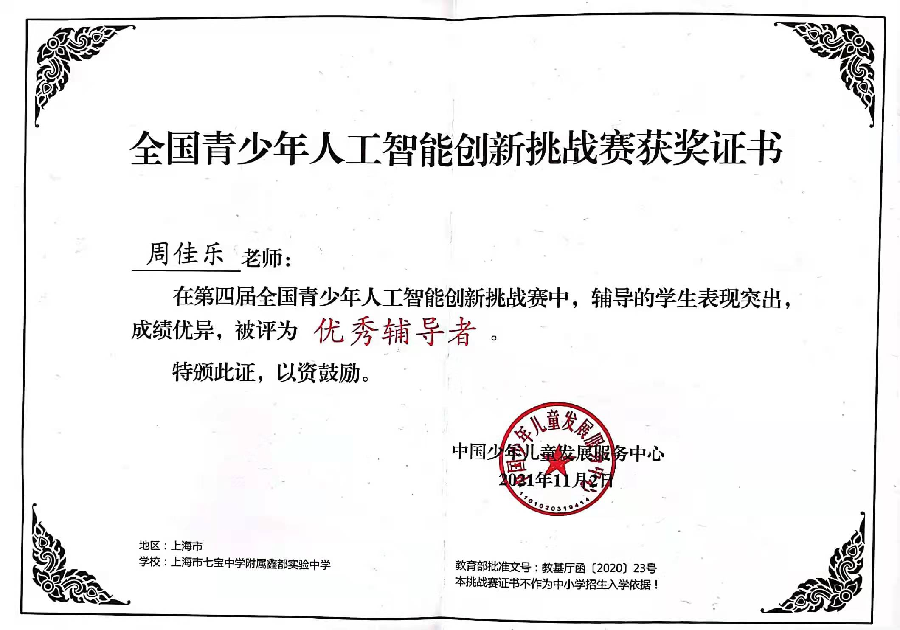 全国青少年人工智能创新挑战赛获奖证书
周佳乐 老师：
在第四届全国青少年人工智能创新挑战赛中，辅导的学生表现突出，
成绩优异，被评为 优秀辅导者 。
特颁此证，以资鼓励。
中国少年儿童发展服务中心
2021年11月2日
中国少年儿童发展服务中心
1101020319414
地区：上海市
学校：上海市七宝中学附属鑫都实验中学
教育部批准文号：教基厅函〔2020〕23号
本挑战赛证书不作为中小学招生入学依据！